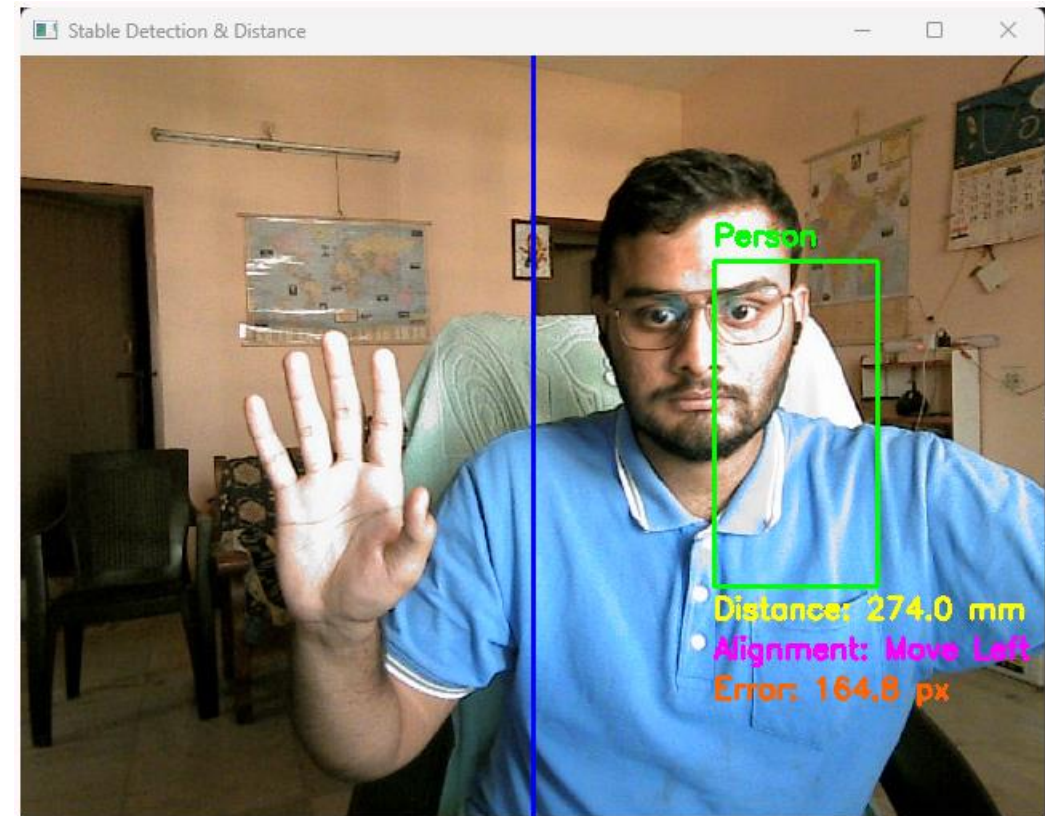 Stable Detection & Distance
Person
Distance: 274.0 mm
Alignment: Move Left
Error: 164.8 px